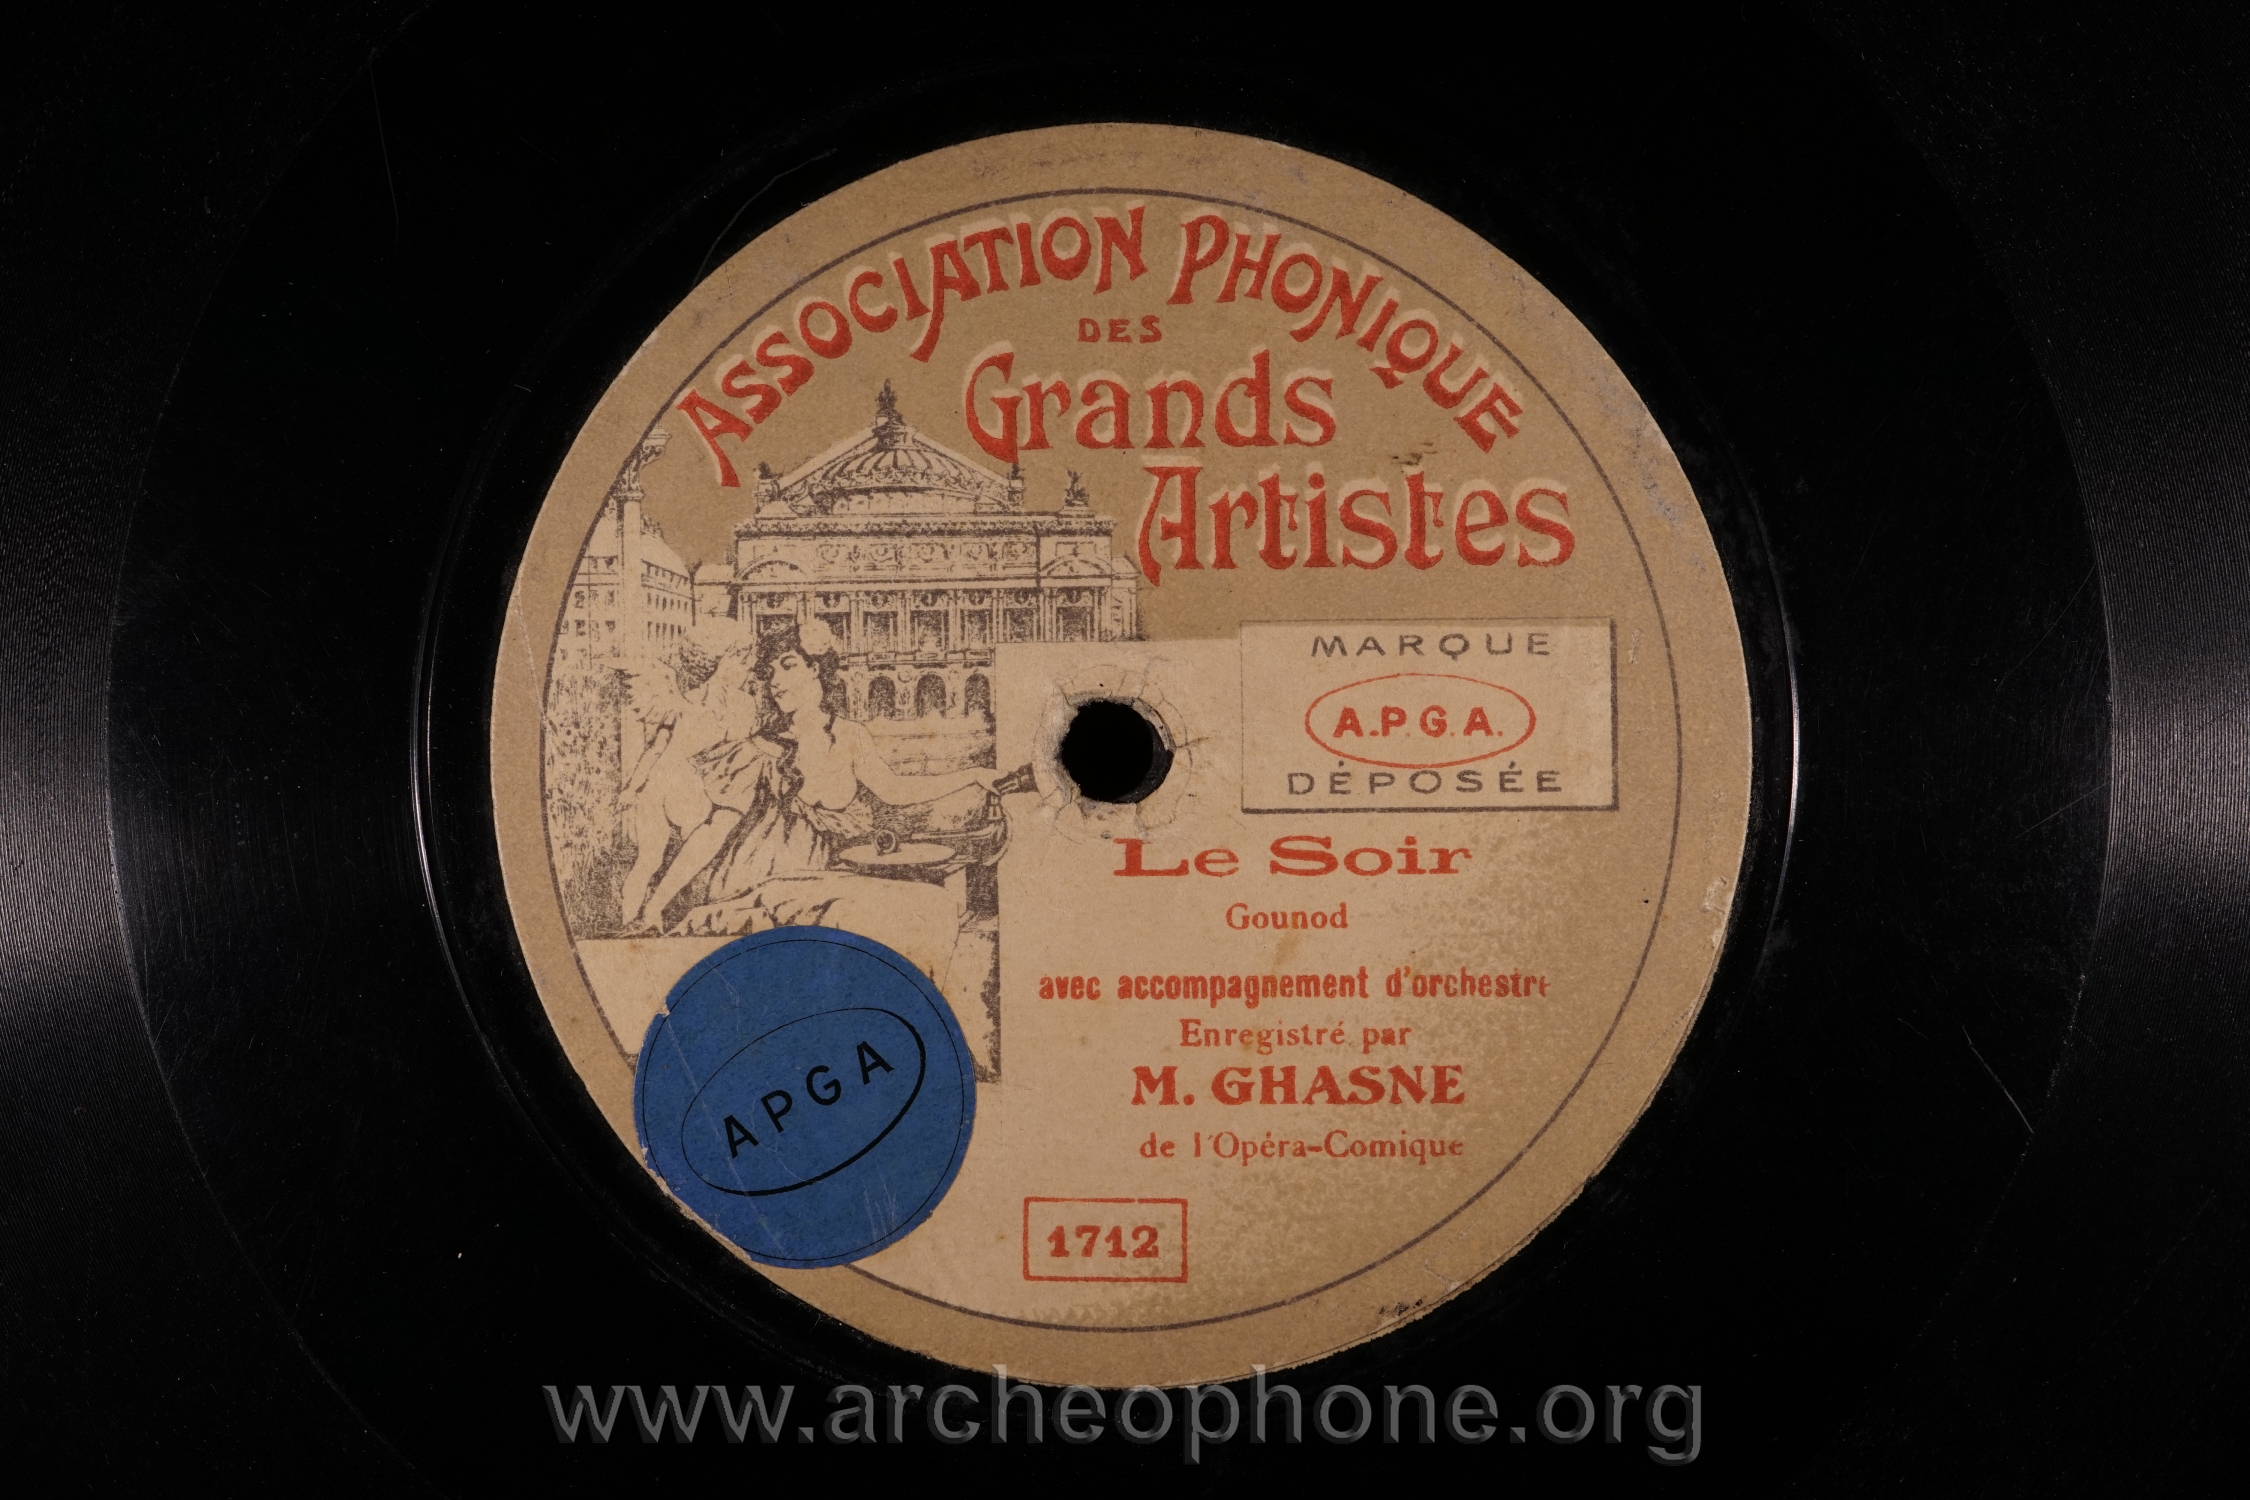 ASSOCIATION PHONIQUE
DES
Grands
Artistes
MARQUE
A.P.G.A.
DÉPOSÉE
Le Soir
Gounod
avec accompagnement d'orchestre
Enregistré par
M. GHASNE
de l'Opéra-Comique
1712
APGA
www.archeophone.org